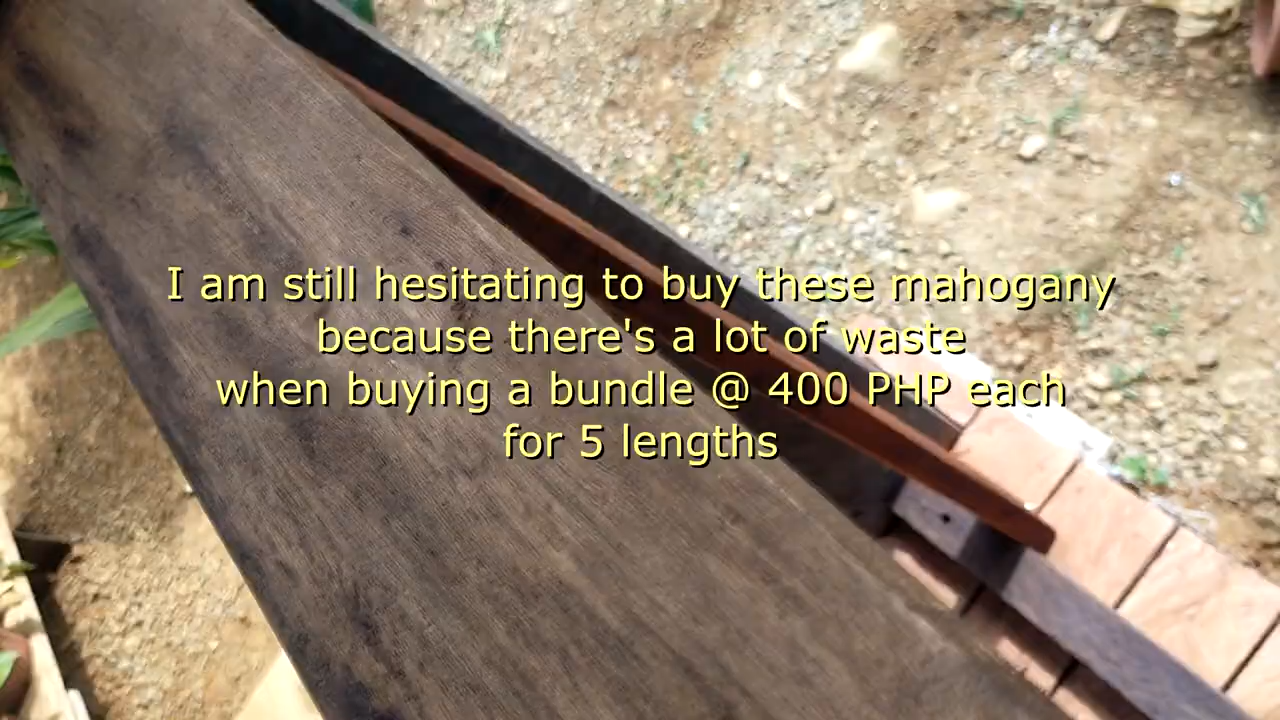 I am still hesitating to buy these mahogany
because there's a lot of waste
when buying a bundle @ 400 PHP each
for 5 lengths